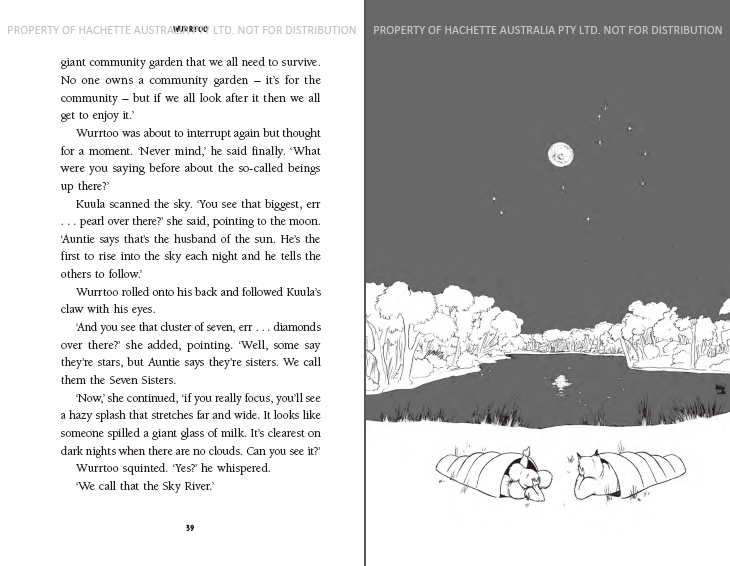 PROPERTY OF HACHETTE AUSTRALIA PTY LTD. NOT FOR DISTRIBUTION
WURRTOO
giant community garden that we all need to survive.
No one owns a community garden – it’s for the
community – but if we all look after it then we all
get to enjoy it.’
Wurrtoo was about to interrupt again but thought
for a moment. ‘Never mind,’ he said finally. ‘What
were you saying before about the so-called beings
up there?’
Kuula scanned the sky. ‘You see that biggest, err
. . . pearl over there?’ she said, pointing to the moon.
‘Auntie says that’s the husband of the sun. He’s the
first to rise into the sky each night and he tells the
others to follow.’
Wurrtoo rolled onto his back and followed Kuula’s
claw with his eyes.
‘And you see that cluster of seven, err . . . diamonds
over there?’ she added, pointing. ‘Well, some say
they’re stars, but Auntie says they’re sisters. We call
them the Seven Sisters.
‘Now,’ she continued, ‘if you really focus, you’ll see
a hazy splash that stretches far and wide. It looks like
someone spilled a giant glass of milk. It’s clearest on
dark nights when there are no clouds. Can you see it?’
Wurrtoo squinted. ‘Yes?’ he whispered.
‘We call that the Sky River.’
39
PROPERTY OF HACHETTE AUSTRALIA PTY LTD. NOT FOR DISTRIBUTION